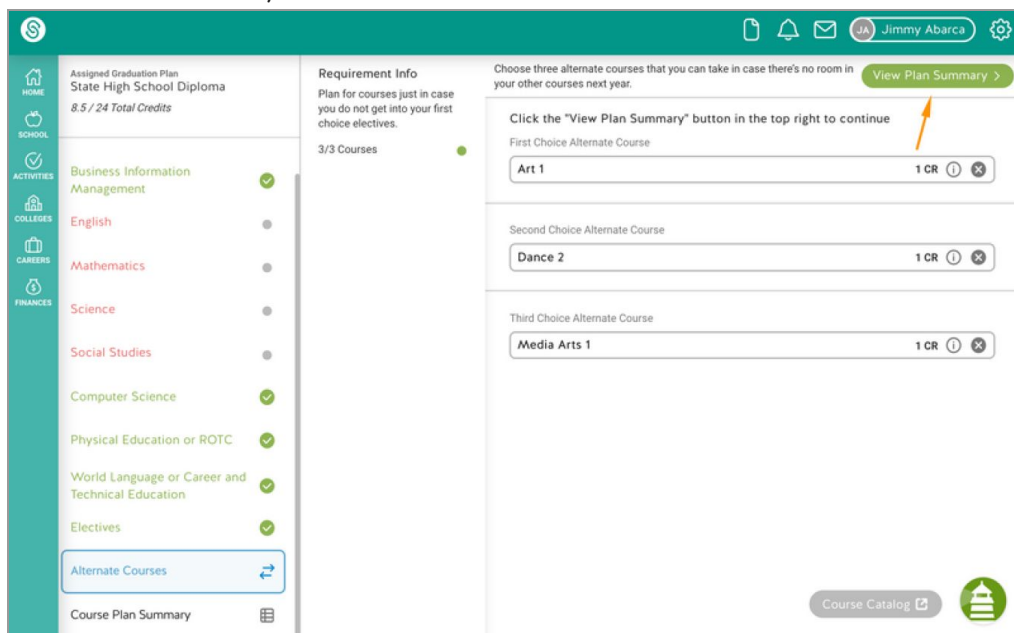 JA Jimmy Abarca
HOME
SCHOOL
ACTIVITIES
COLLEGES
CAREERS
FINANCES
Assigned Graduation Plan
State High School Diploma
8.5 / 24 Total Credits
Business Information
Management
English
Mathematics
Science
Social Studies
Computer Science
Physical Education or ROTC
World Language or Career and
Technical Education
Electives
Alternate Courses
Course Plan Summary
Requirement Info
Plan for courses just in case
you do not get into your first
choice electives.
3/3 Courses
Choose three alternate courses that you can take in case there's no room in
your other courses next year.
View Plan Summary >
Click the "View Plan Summary" button in the top right to continue
First Choice Alternate Course
Art 1 1 CR
Second Choice Alternate Course
Dance 2 1 CR
Third Choice Alternate Course
Media Arts 1 1 CR
Course Catalog